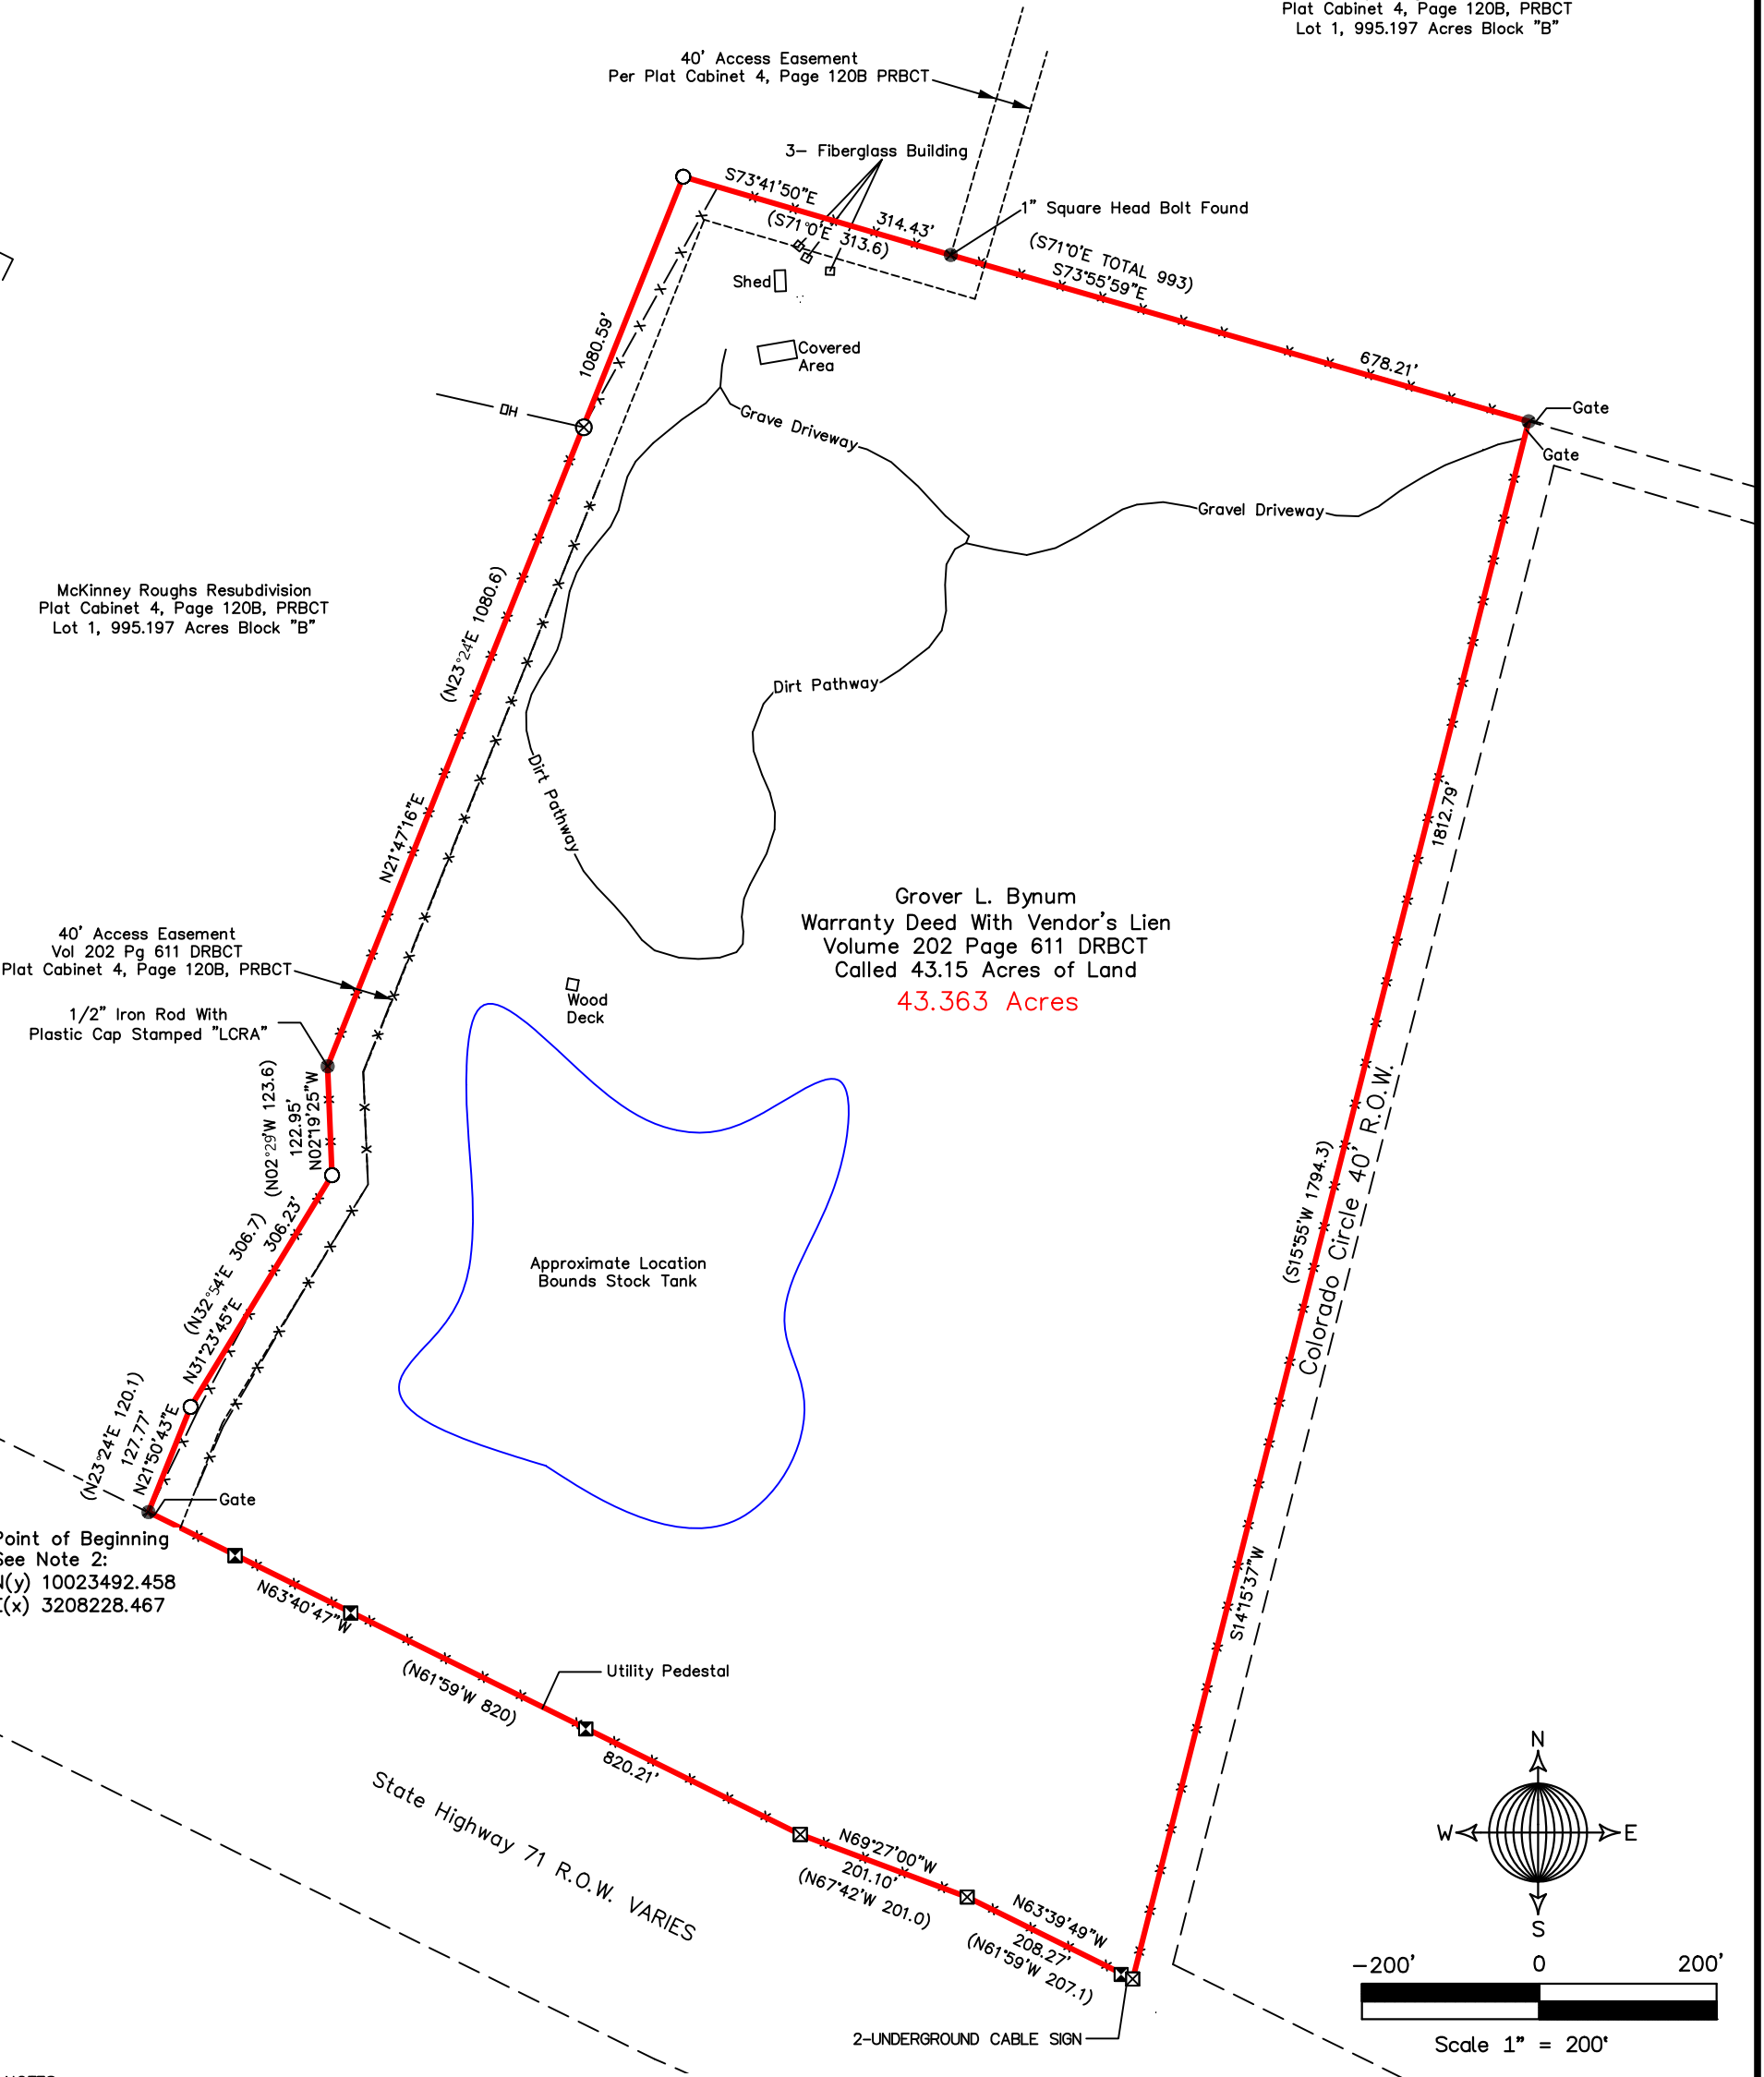 Plat Cabinet 4, Page 120B, PRBCT
Lot 1, 995.197 Acres Block "B"
40' Access Easement
Per Plat Cabinet 4, Page 120B PRBCT
3- Fiberglass Building
S73°41'50"E
314.43'
(S71°0'E 313.6)
1" Square Head Bolt Found
(S71°0'E TOTAL 993)
S73°55'59"E
678.21'
Shed
Covered
Area
1080.59'
OH
Grave Driveway
Gate
Gate
Gravel Driveway
McKinney Roughs Resubdivision
Plat Cabinet 4, Page 120B, PRBCT
Lot 1, 995.197 Acres Block "B"
(N23°24'E 1080.6)
N21°47'16"E
Dirt Pathway
Dirt Pathway
1812.79'
Grover L. Bynum
Warranty Deed With Vendor's Lien
Volume 202 Page 611 DRBCT
Called 43.15 Acres of Land
43.363 Acres
40' Access Easement
Vol 202 Pg 611 DRBCT
Plat Cabinet 4, Page 120B, PRBCT
1/2" Iron Rod With
Plastic Cap Stamped "LCRA"
Wood
Deck
(N02°29'W 123.6)
122.95'
N02°19'25"W
(S15°55'W 1794.3)
Colorado Circle 40' R.O.W.
(N32°54'E 306.7)
306.23'
N31°23'45"E
Approximate Location
Bounds Stock Tank
(N23°24'E 120.1)
127.77'
N21°50'43"E
Gate
Point of Beginning
See Note 2:
N(y) 10023492.458
E(x) 3208228.467
N63°40'47"W
(N61°59'W 820)
Utility Pedestal
820.21'
S14°15'37"W
State Highway 71 R.O.W. VARIES
N69°27'00"W
201.10'
(N67°42'W 201.0)
N63°39'49"W
208.27'
(N61°59'W 207.1)
2-UNDERGROUND CABLE SIGN
N
W
E
S
-200'
0
200'
Scale 1" = 200'